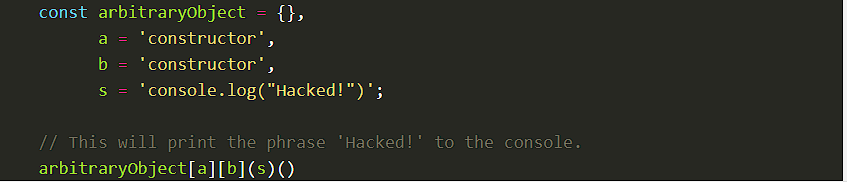 const arbitraryObject = {},
a = 'constructor',
b = 'constructor',
s = 'console.log("Hacked!")';
// This will print the phrase 'Hacked!' to the console.
arbitraryObject[a][b](s)()